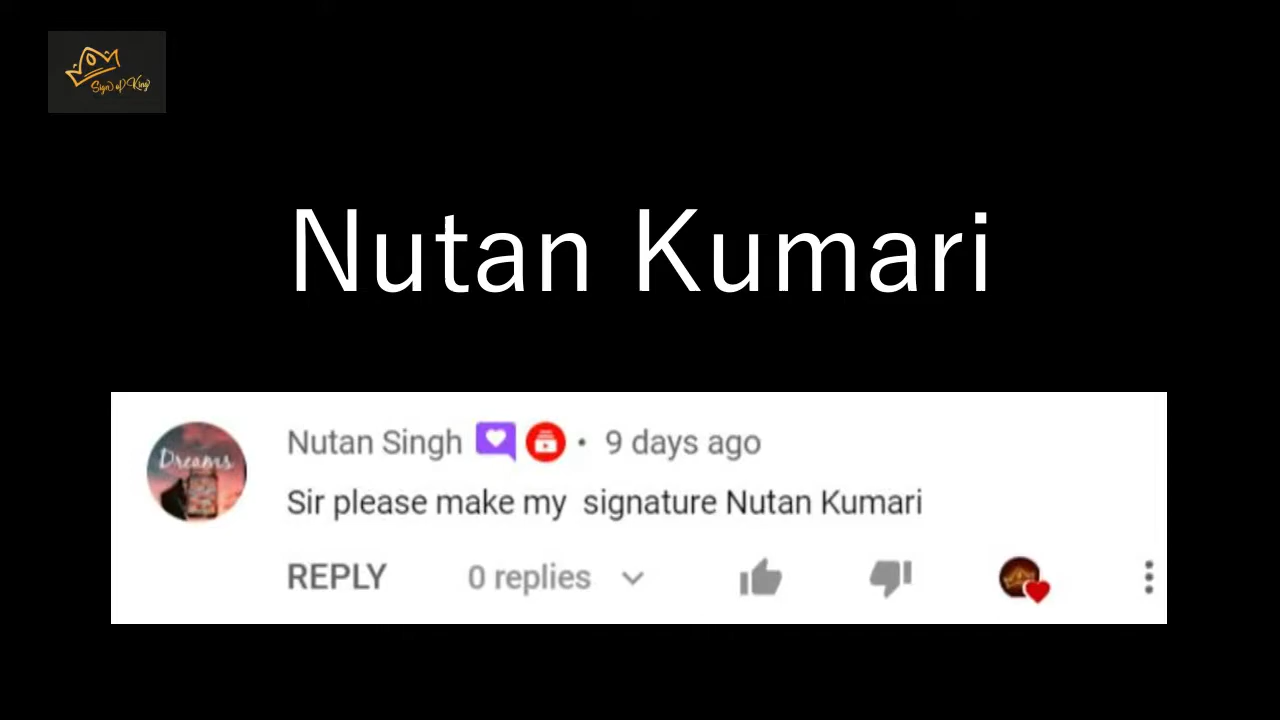 Sign of King
Nutan Kumari
Dreams
Nutan Singh • 9 days ago
Sir please make my  signature Nutan Kumari
REPLY 0 replies